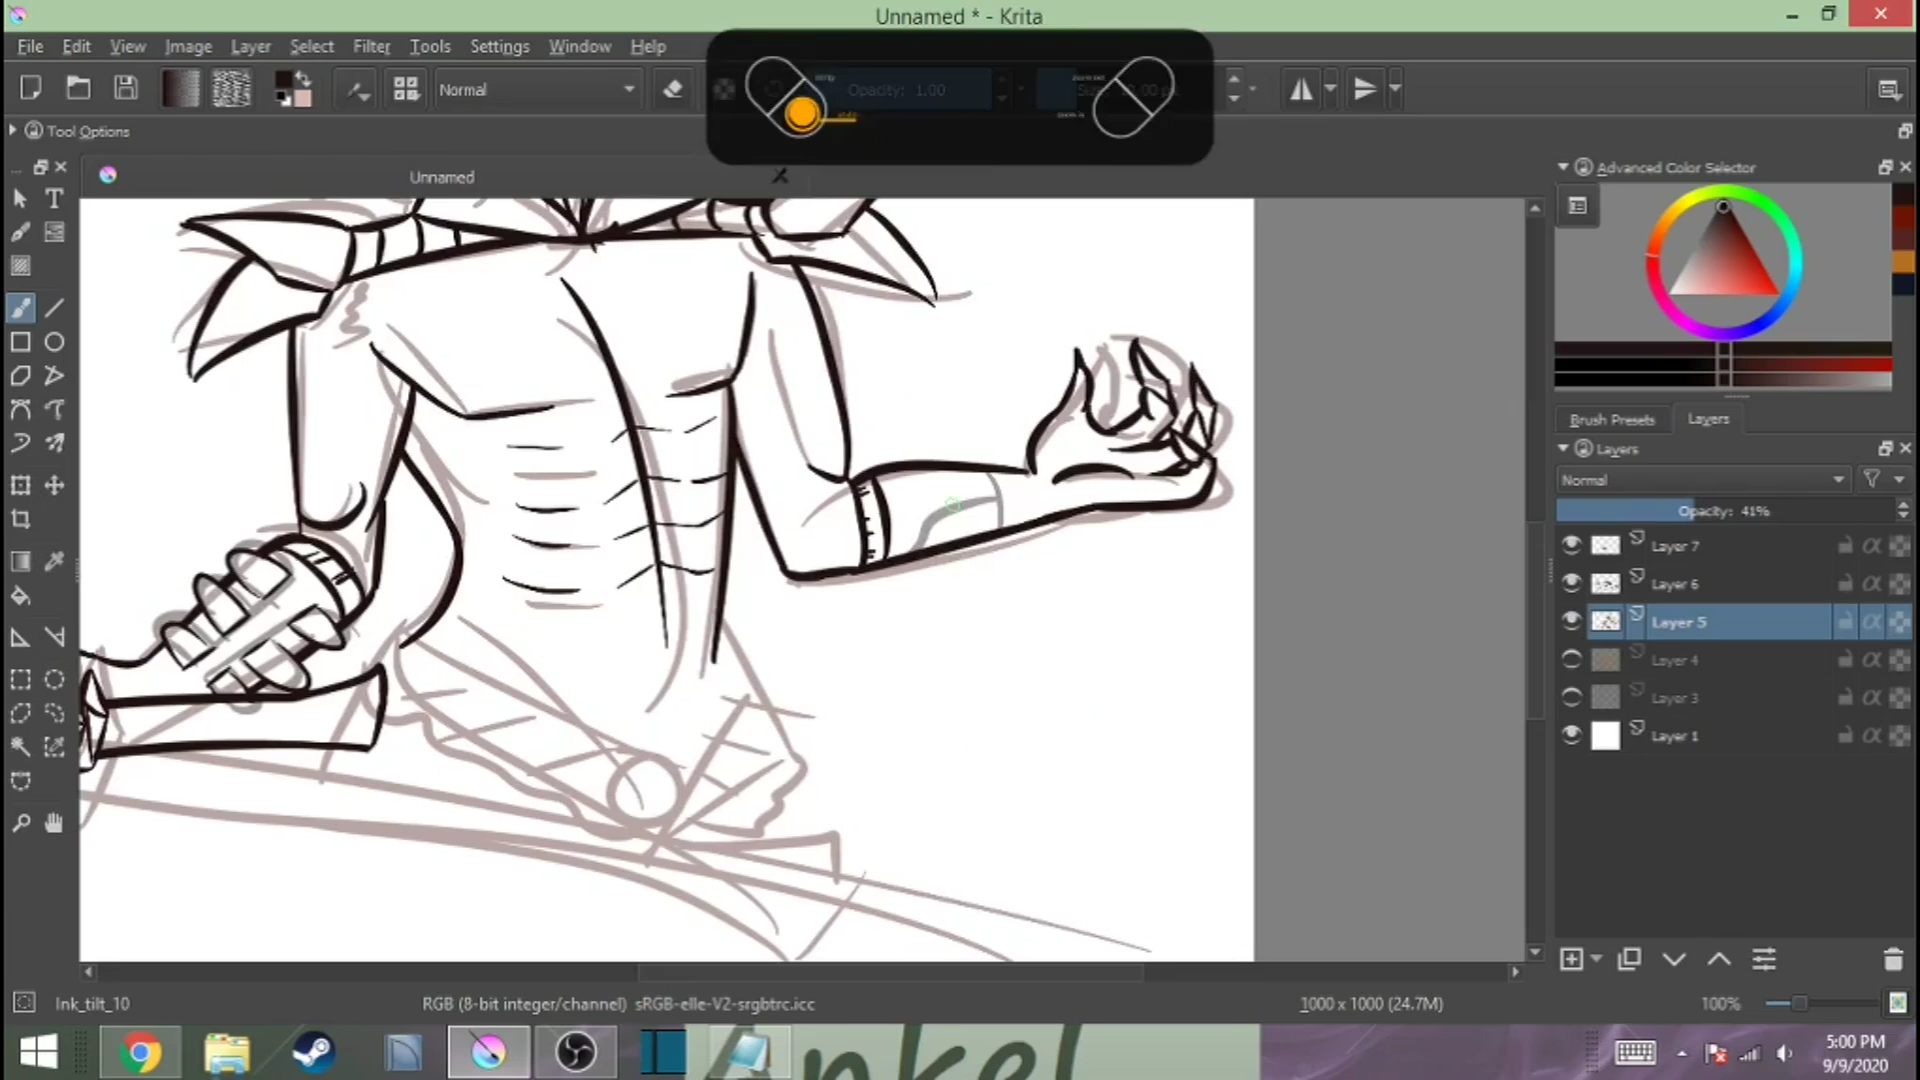 Unnamed * - Krita
File Edit View Image Layer Select Filter Tools Settings Window Help
Normal
Opacity: 1.00
Tool Options
Unnamed
Advanced Color Selector
Brush Presets Layers
Layers
Normal
Opacity: 41%
Layer 7
Layer 6
Layer 5
Layer 4
Layer 3
Layer 1
Ink_tilt_10
RGB (8-bit integer/channel) sRGB-elle-V2-srgbtrc.icc
1000 x 1000 (24.7M)
100%
5:00 PM
9/9/2020